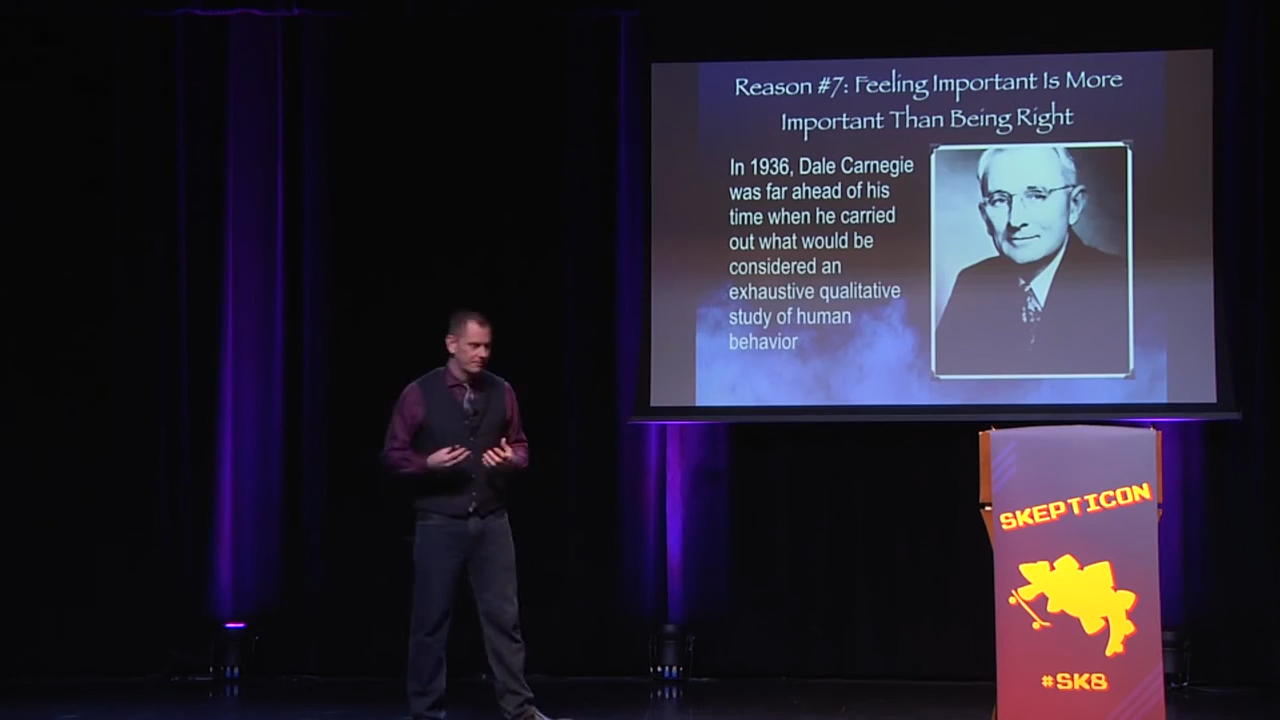 Reason #7: Feeling Important Is More
Important Than Being Right
In 1936, Dale Carnegie
was far ahead of his
time when he carried
out what would be
considered an
exhaustive qualitative
study of human
behavior
SKEPTICON
#SK8